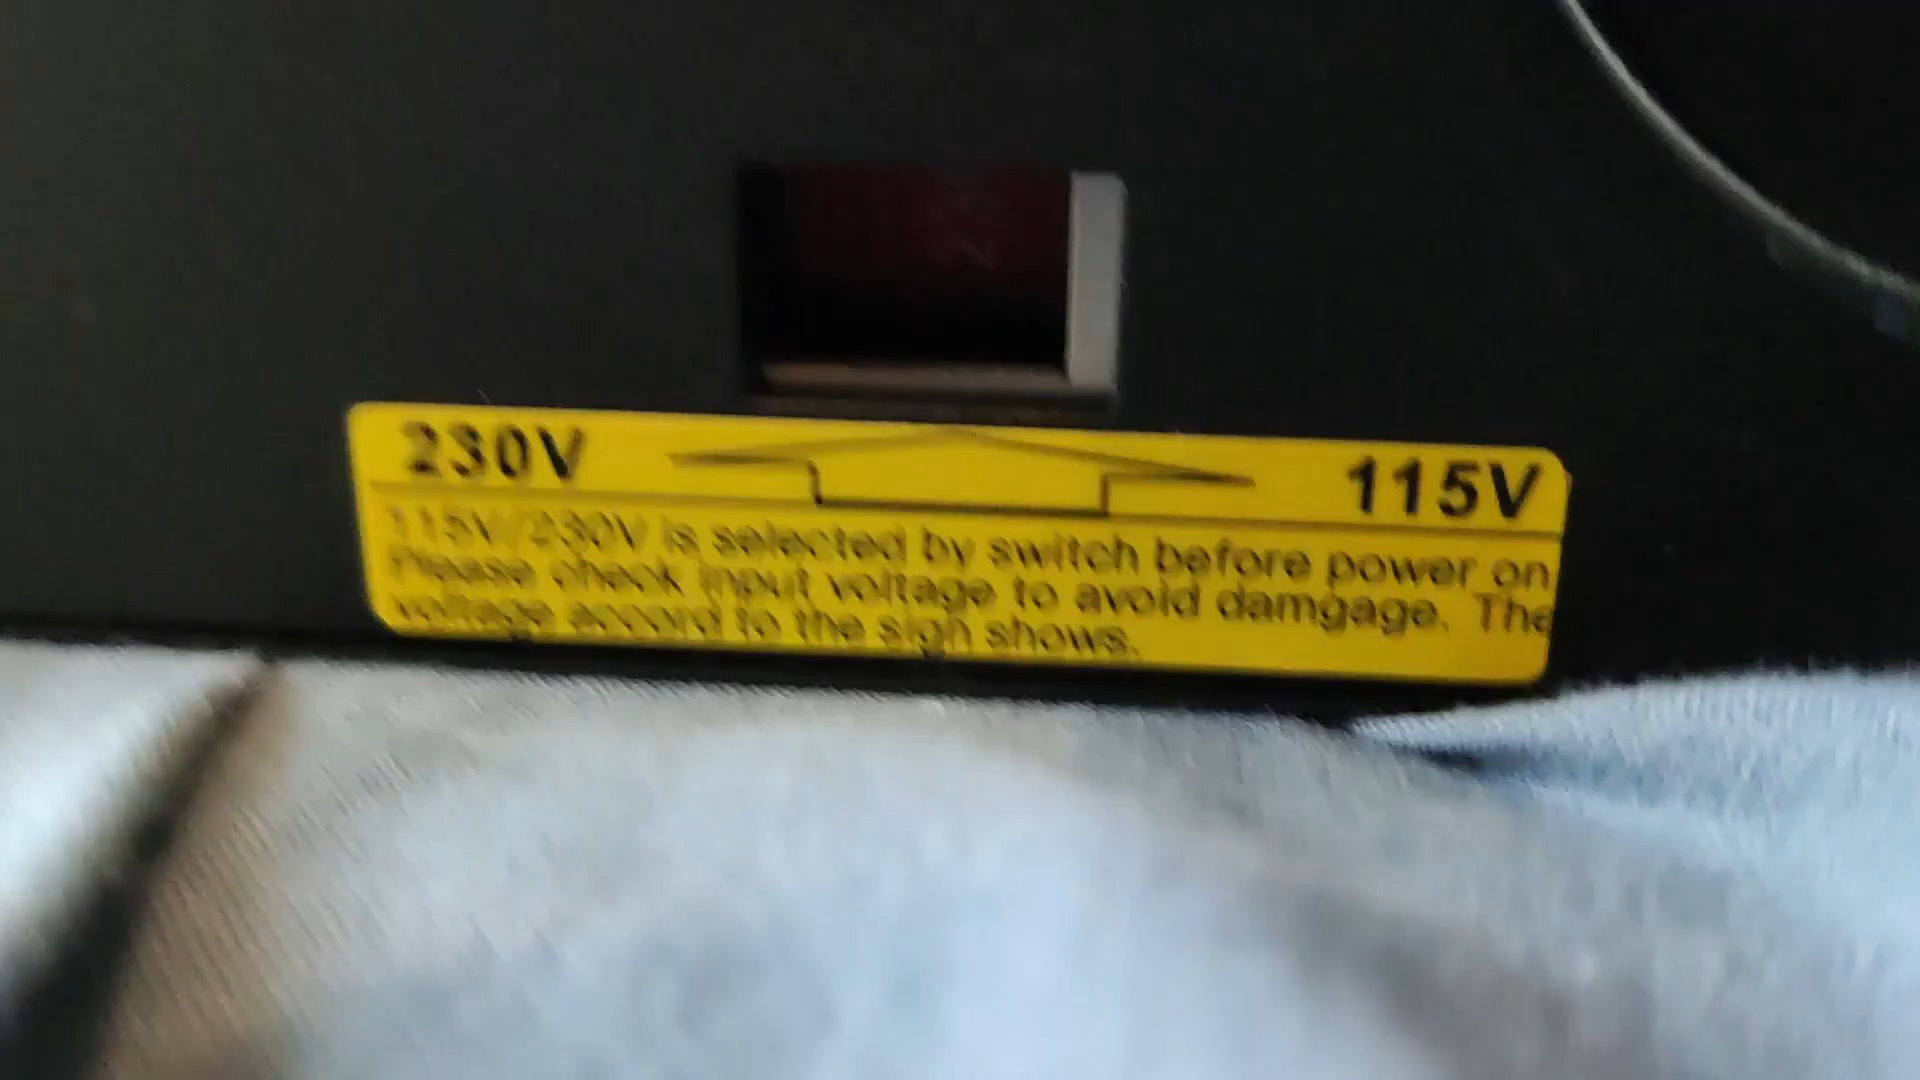 230V 115V
115V/230V is selected by switch before power on
Please check input voltage to avoid damgage. The
voltage accord to the sign shows.